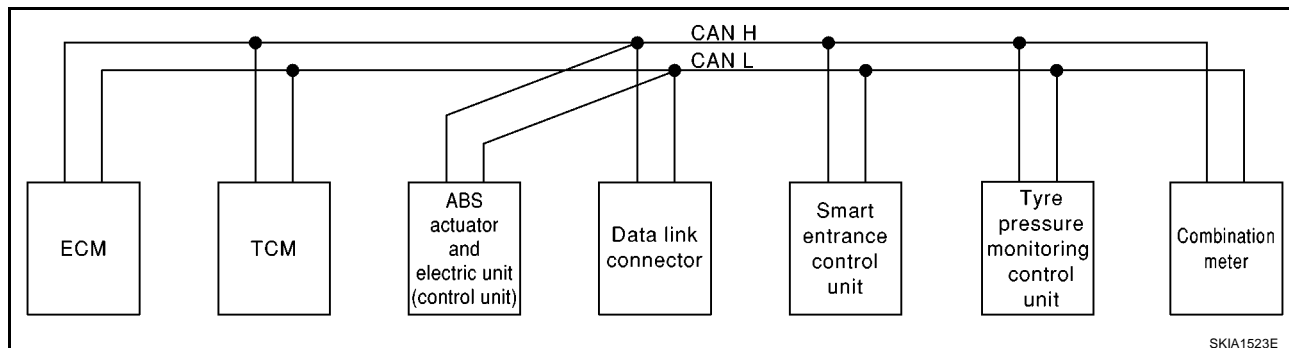 CAN H
CAN L
ECM
TCM
ABS
actuator
and
electric unit
(control unit)
Data link
connector
Smart
entrance
control
unit
Tyre
pressure
monitoring
control
unit
Combination
meter
SKIA1523E